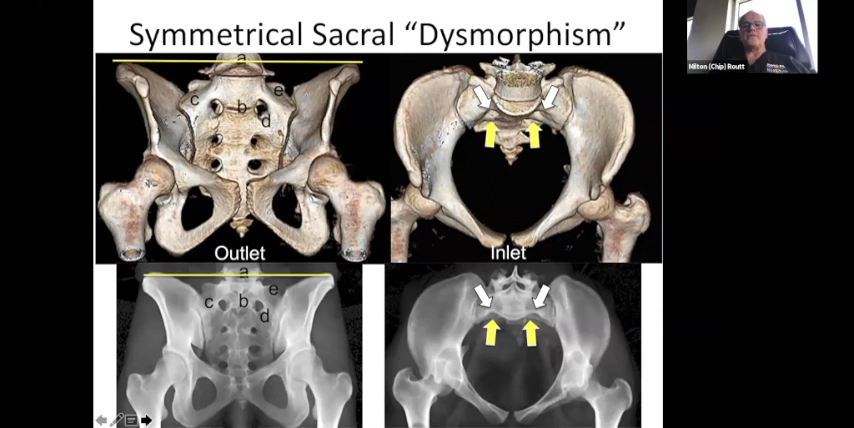 Symmetrical Sacral “Dysmorphism”
a
c
b
e
d
Outlet
Inlet
a
c
b
e
d
Milton (Chip) Routt